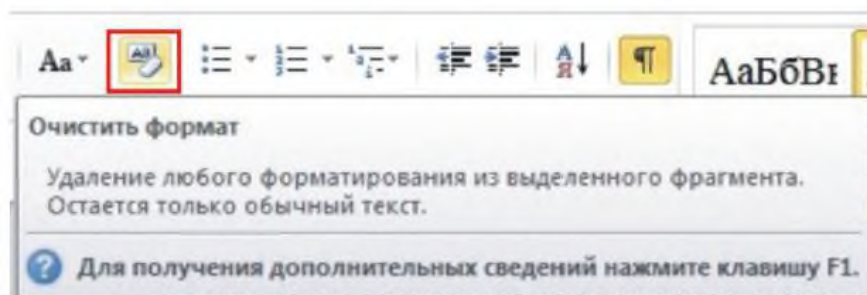 Aa
АаБбВв
Очистить формат
Удаление любого форматирования из выделенного фрагмента.
Остается только обычный текст.
Для получения дополнительных сведений нажмите клавишу F1.